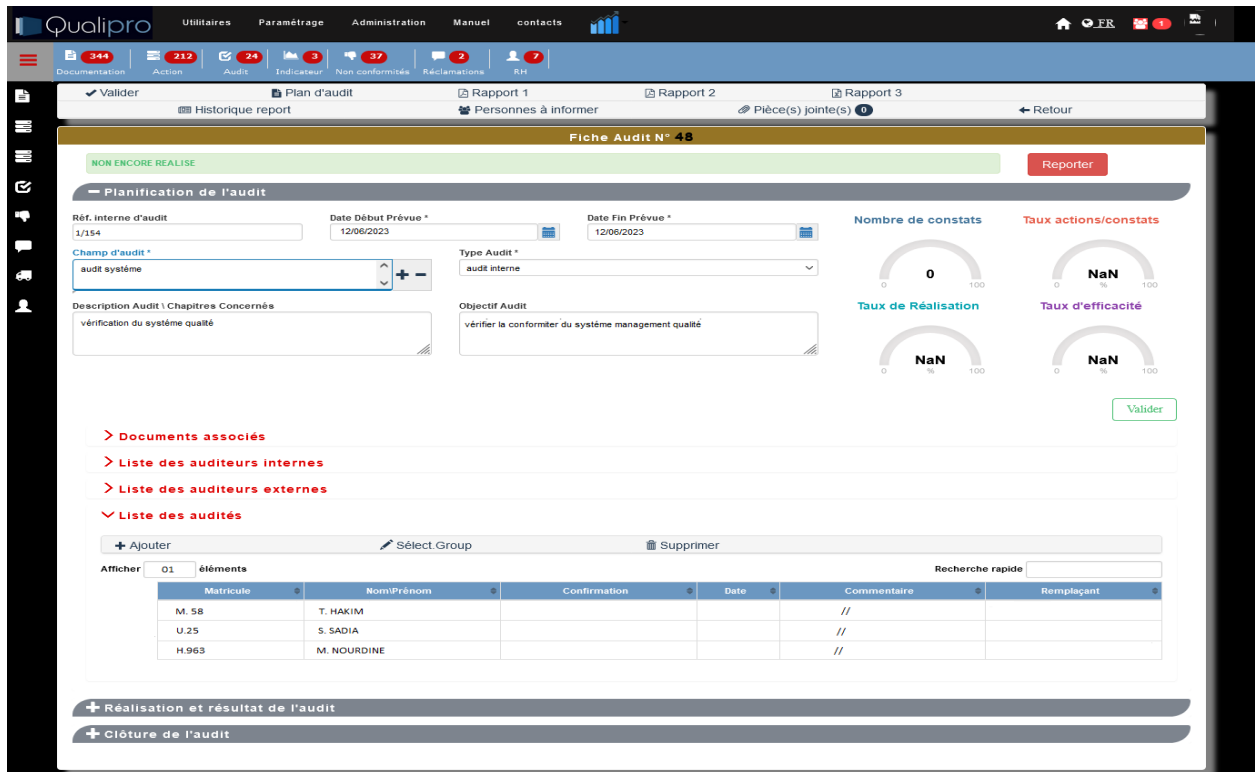 Qualipro Utilitaires Paramétrage Administration Manuel contacts FR 1
344 212 24 3 37 2 7
Documentation Action Audit Indicateur Non conformités Réclamations RH
Valider Plan d'audit Rapport 1 Rapport 2 Rapport 3
Historique report Personnes à informer Pièce(s) jointe(s) 0 Retour
Fiche Audit N° 48
NON ENCORE REALISE Reporter
Planification de l'audit
Réf. interne d'audit Date Début Prévue * Date Fin Prévue * Nombre de constats Taux actions/constats
1/154 12/06/2023 12/06/2023
Champ d'audit * Type Audit *
audit systéme audit interne
0 NaN
0 100 0 100
Description Audit \ Chapitres Concernés Objectif Audit Taux de Réalisation Taux d'efficacité
vérification du systéme qualité vérifier la conformiter du systéme management qualité
NaN NaN
0 % 100 0 % 100
Valider
Documents associés
Liste des auditeurs internes
Liste des auditeurs externes
Liste des audités
Ajouter Sélect.Group Supprimer
Afficher 01 éléments Recherche rapide
Matricule Nom\Prénom Confirmation Date Commentaire Remplaçant
M. 58 T. HAKIM //
U.25 S. SADIA //
H.963 M. NOURDINE //
Réalisation et résultat de l'audit
Clôture de l'audit